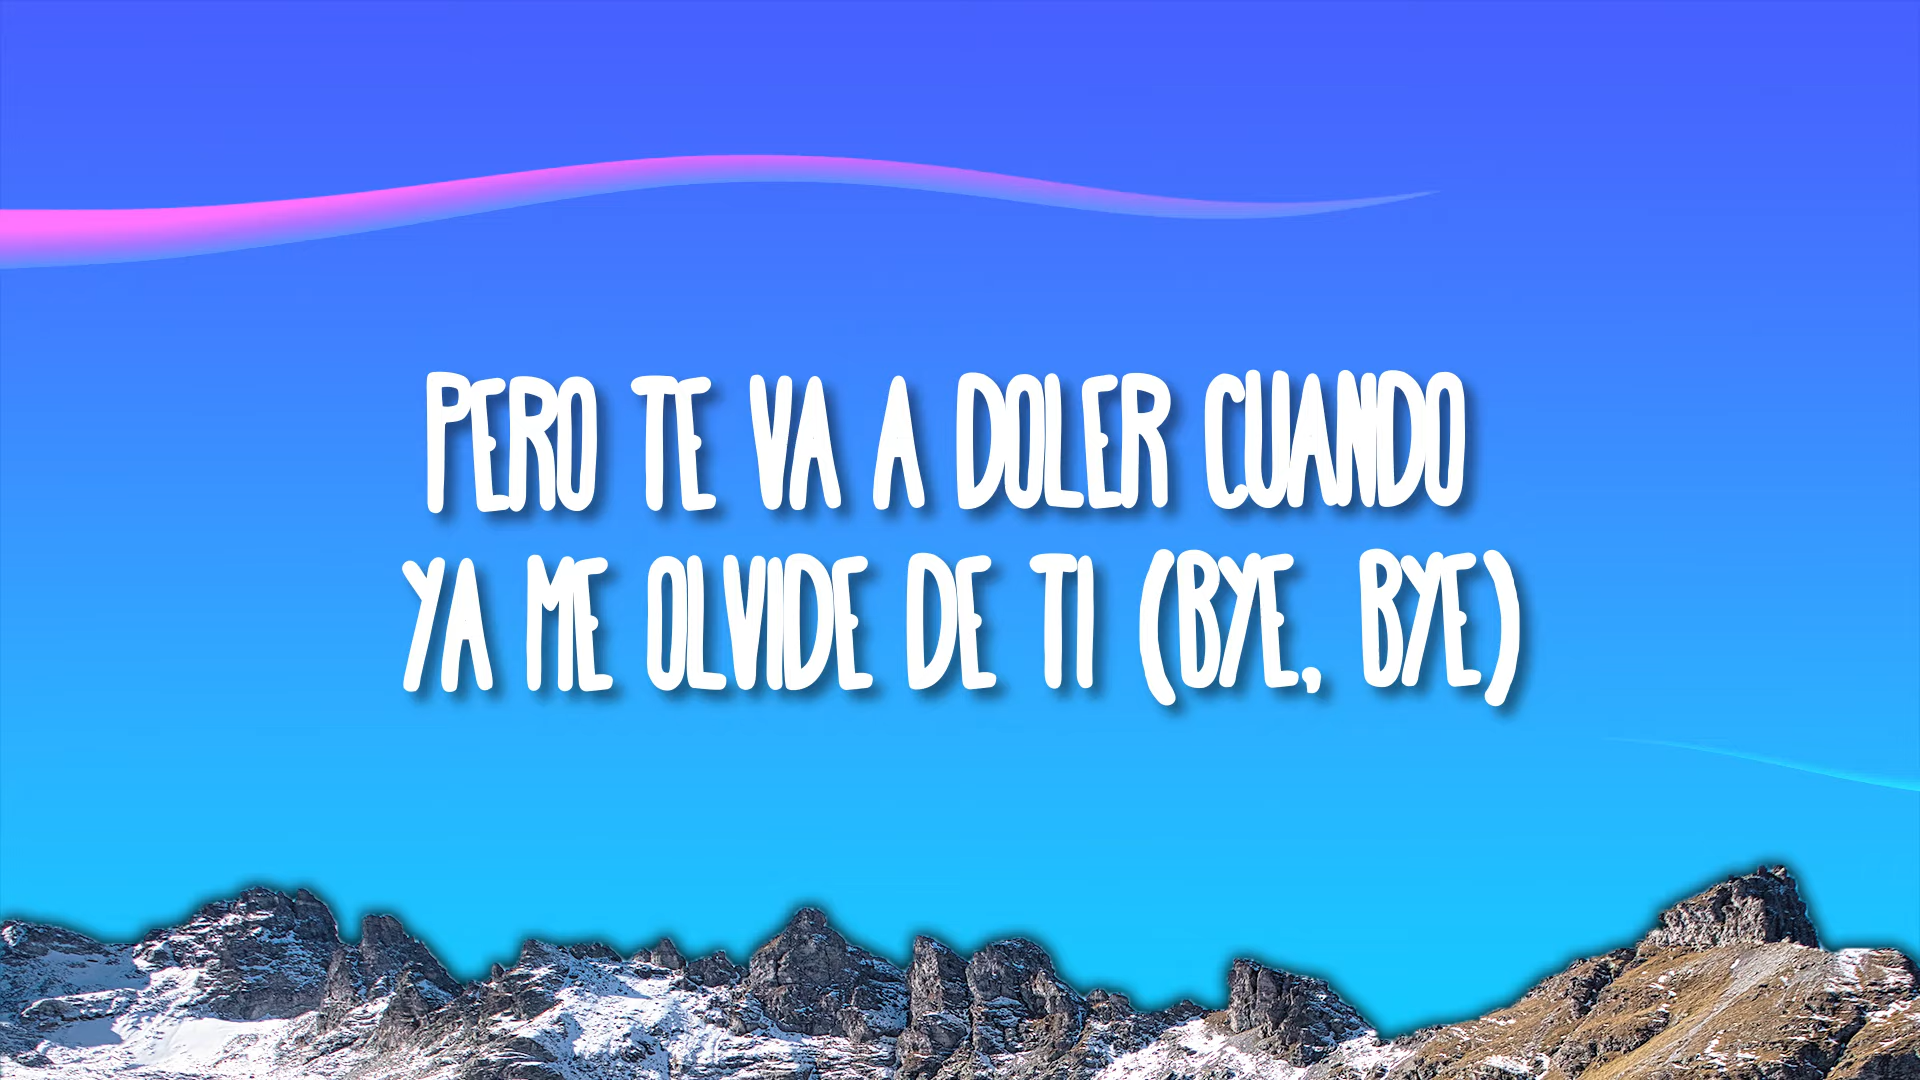 PERO TE VA A DOLER CUANDO
YA ME OLVIDE DE TI (BYE, BYE)